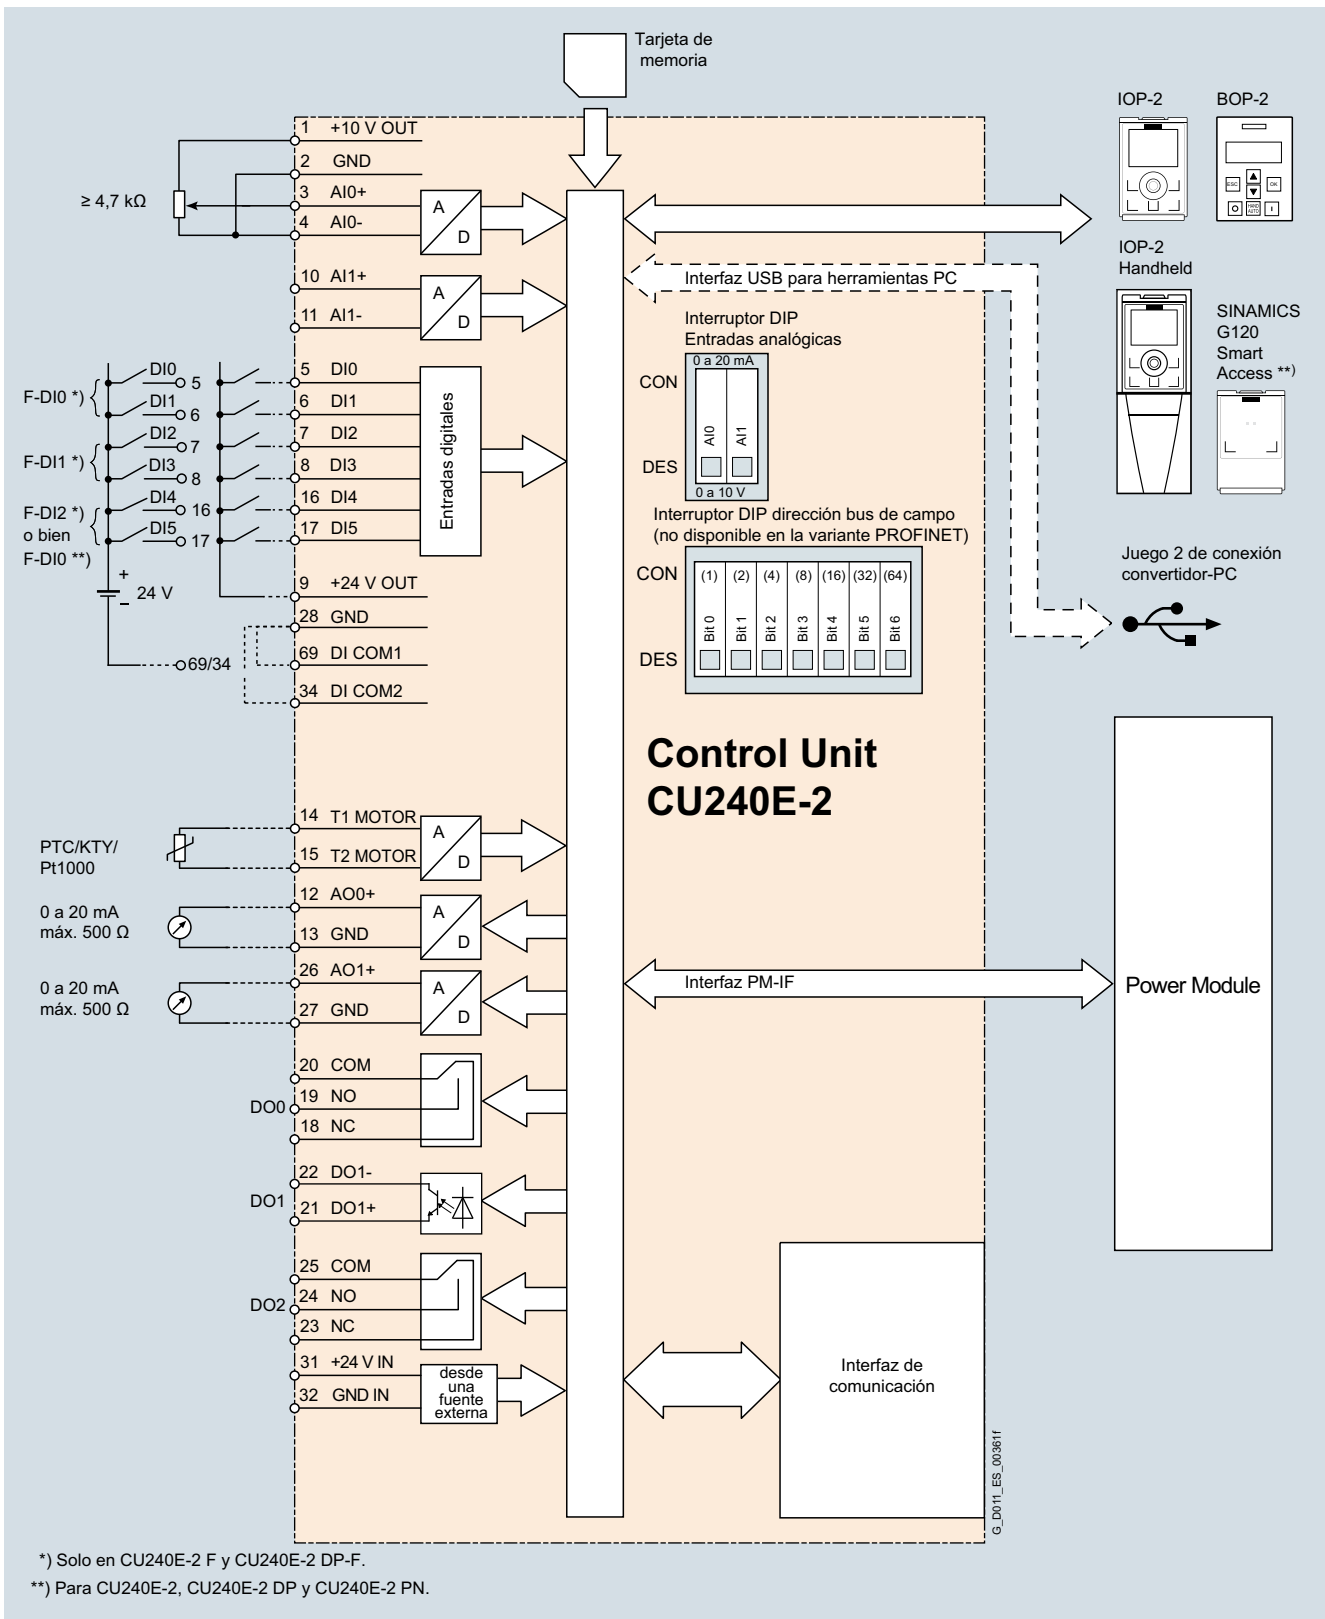 Tarjeta de
memoria
IOP-2
BOP-2
ESC
OK
HAND
AUTO
I
IOP-2
Handheld
SINAMICS
G120
Smart
Access **)
Juego 2 de conexión
convertidor-PC
≥ 4,7 kΩ
1 +10 V OUT
2 GND
3 AI0+
4 AI0-
A
D
10 AI1+
11 AI1-
A
D
F-DI0 *)
F-DI1 *)
F-DI2 *)
o bien
F-DI0 **)
DI0 5
DI1 6
DI2 7
DI3 8
DI4 16
DI5 17
+
–
24 V
69/34
5 DI0
6 DI1
7 DI2
8 DI3
16 DI4
17 DI5
Entradas digitales
9 +24 V OUT
28 GND
69 DI COM1
34 DI COM2
Interfaz USB para herramientas PC
Interruptor DIP
Entradas analógicas
0 a 20 mA
CON
AI0
AI1
DES
0 a 10 V
Interruptor DIP dirección bus de campo
(no disponible en la variante PROFINET)
CON
(1) (2) (4) (8) (16) (32) (64)
Bit 0 Bit 1 Bit 2 Bit 3 Bit 4 Bit 5 Bit 6
DES
Control Unit
CU240E-2
PTC/KTY/
Pt1000
14 T1 MOTOR
15 T2 MOTOR
A
D
0 a 20 mA
máx. 500 Ω
12 AO0+
13 GND
A
D
0 a 20 mA
máx. 500 Ω
26 AO1+
27 GND
A
D
Interfaz PM-IF
Power Module
DO0
20 COM
19 NO
18 NC
DO1
22 DO1-
21 DO1+
DO2
25 COM
24 NO
23 NC
31 +24 V IN
32 GND IN
desde
una
fuente
externa
Interfaz de
comunicación
G_D011_ES_00361f
*) Solo en CU240E-2 F y CU240E-2 DP-F.
**) Para CU240E-2, CU240E-2 DP y CU240E-2 PN.